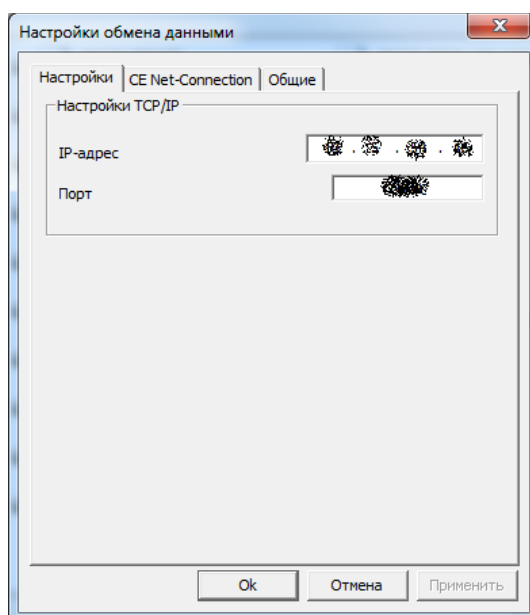 Настройки обмена данными
Настройки CE Net-Connection Общие
Настройки TCP/IP
IP-адрес
Порт
Ok Отмена Применить